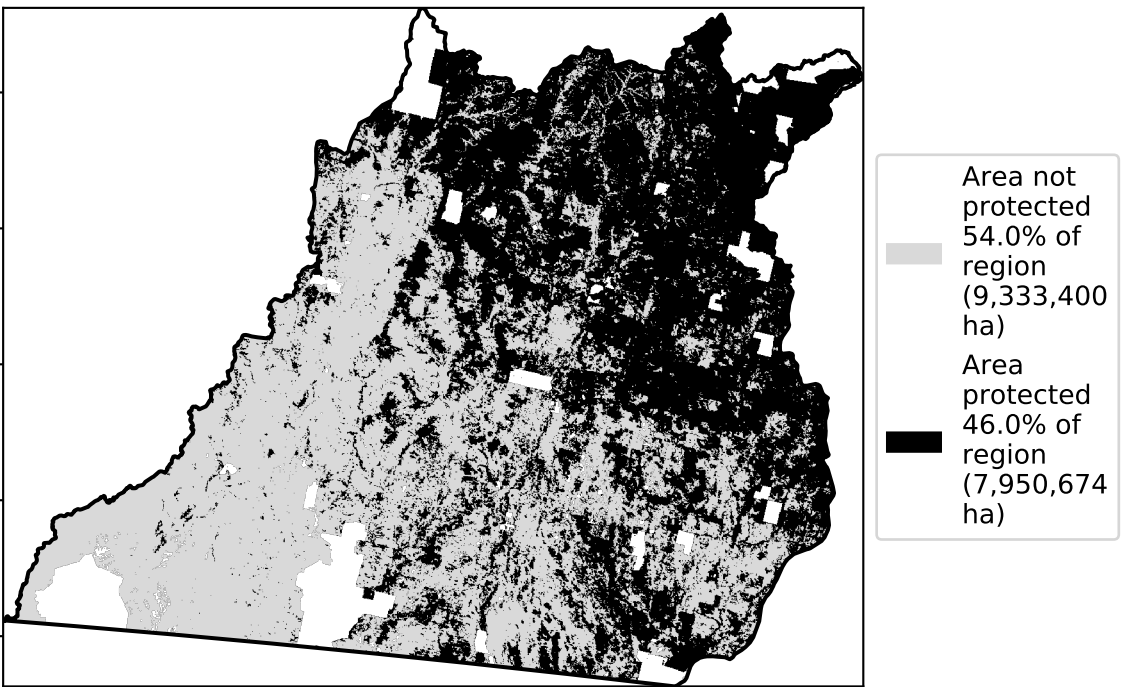 Area not
protected
54.0% of
region
(9,333,400
ha)
Area
protected
46.0% of
region
(7,950,674
ha)